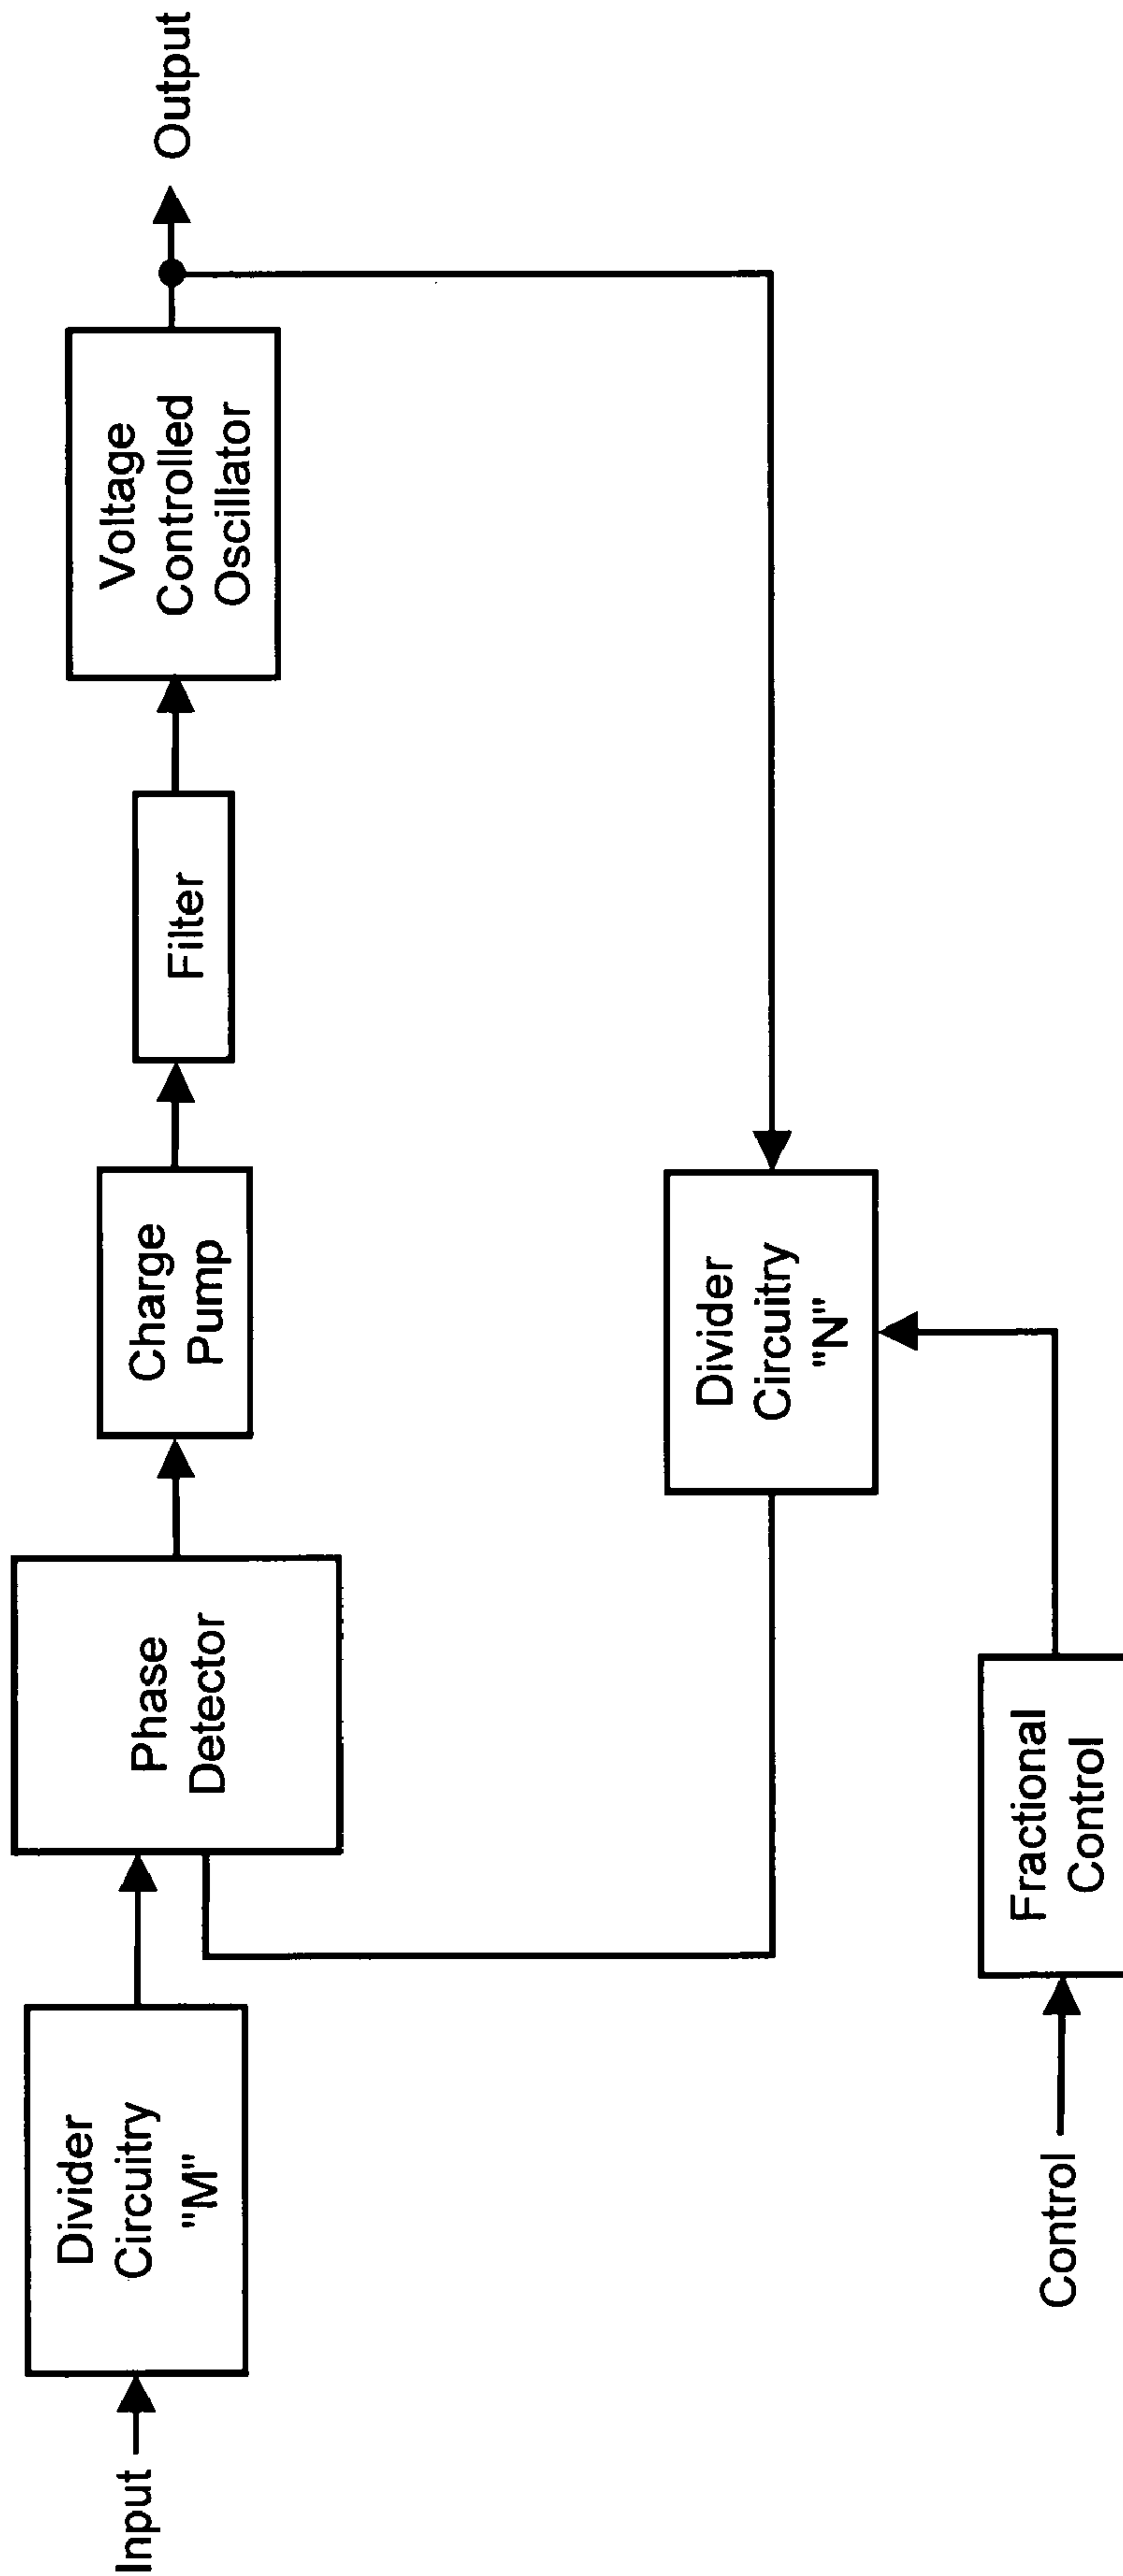 Input
Divider
Circuitry
"M"
Phase
Detector
Charge
Pump
Filter
Voltage
Controlled
Oscillator
Output
Divider
Circuitry
"N"
Control
Fractional
Control